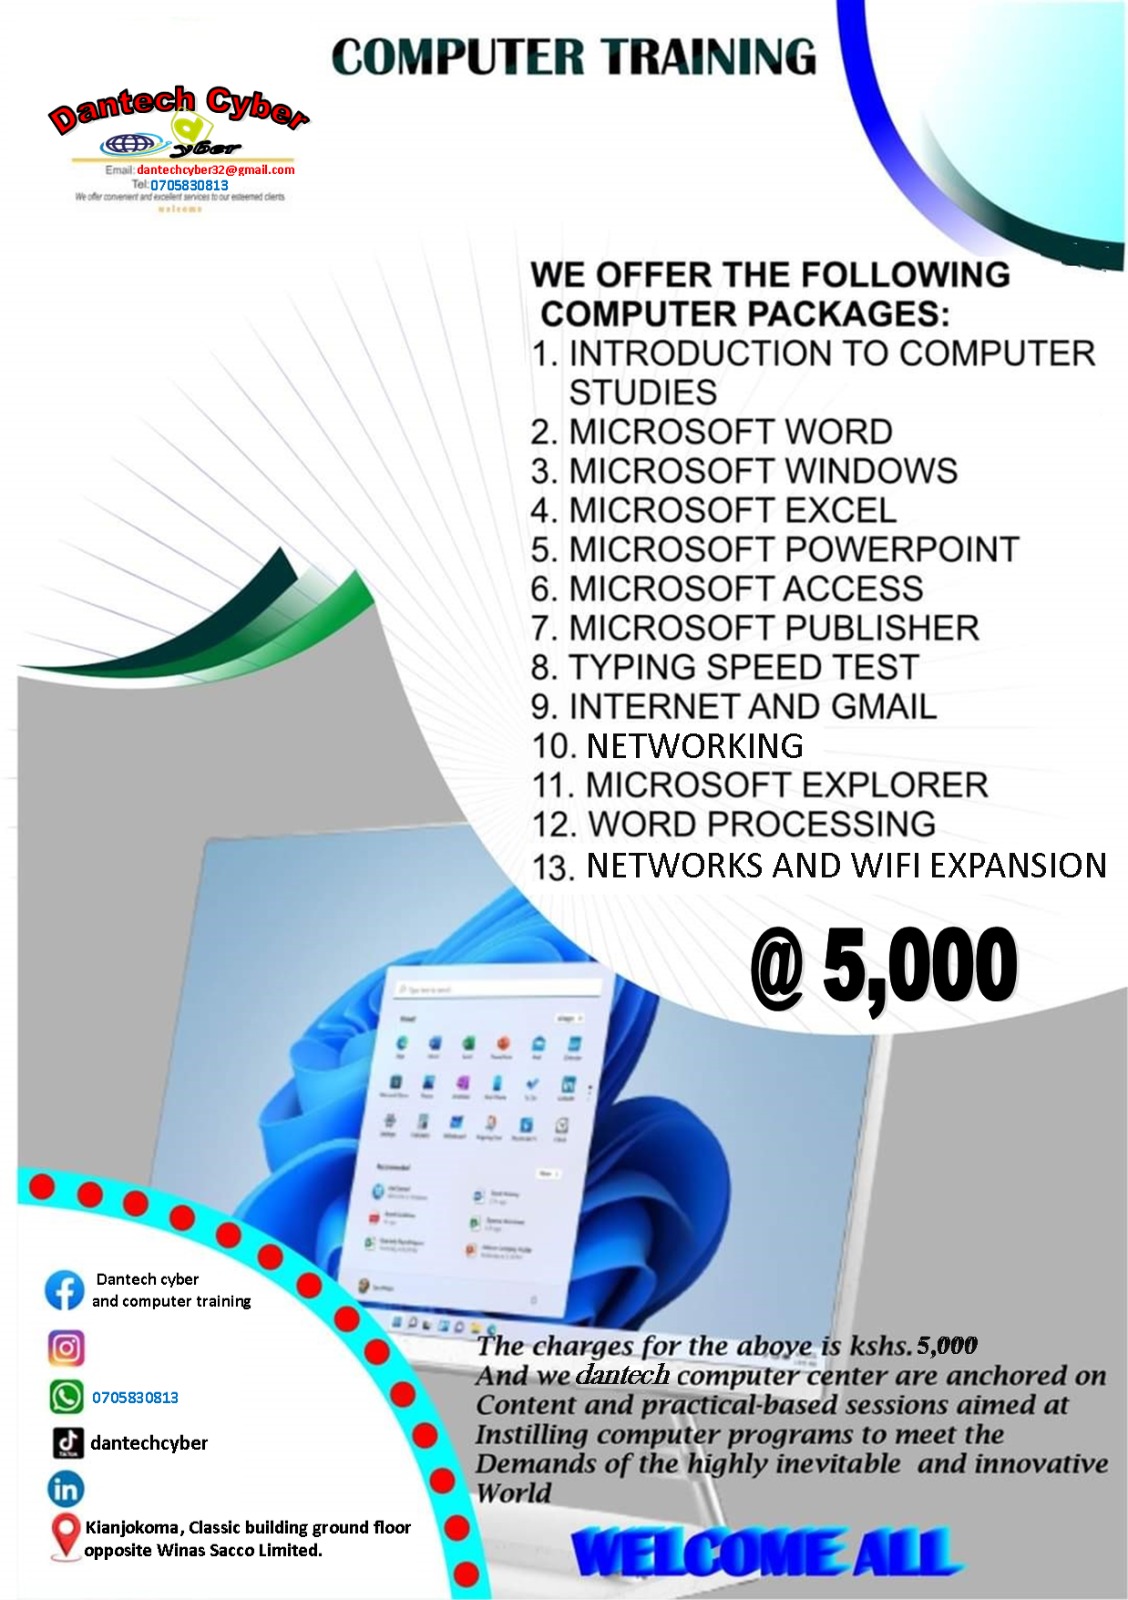 COMPUTER TRAINING
Dantech Cyber
d
yber
Email: dantechcyber32@gmail.com
Tel: 0705830813
We offer convenient and excellent services to our esteemed clients
welcome
WE OFFER THE FOLLOWING
COMPUTER PACKAGES:
1. INTRODUCTION TO COMPUTER
STUDIES
2. MICROSOFT WORD
3. MICROSOFT WINDOWS
4. MICROSOFT EXCEL
5. MICROSOFT POWERPOINT
6. MICROSOFT ACCESS
7. MICROSOFT PUBLISHER
8. TYPING SPEED TEST
9. INTERNET AND GMAIL
10. NETWORKING
11. MICROSOFT EXPLORER
12. WORD PROCESSING
13. NETWORKS AND WIFI EXPANSION
@ 5,000
Type here to search
Recommended
Dantech cyber
and computer training
0705830813
dantechcyber
Kianjokoma, Classic building ground floor
opposite Winas Sacco Limited.
The charges for the above is kshs. 5,000
And we dantech computer center are anchored on
Content and practical-based sessions aimed at
Instilling computer programs to meet the
Demands of the highly inevitable and innovative
World
WELCOME ALL